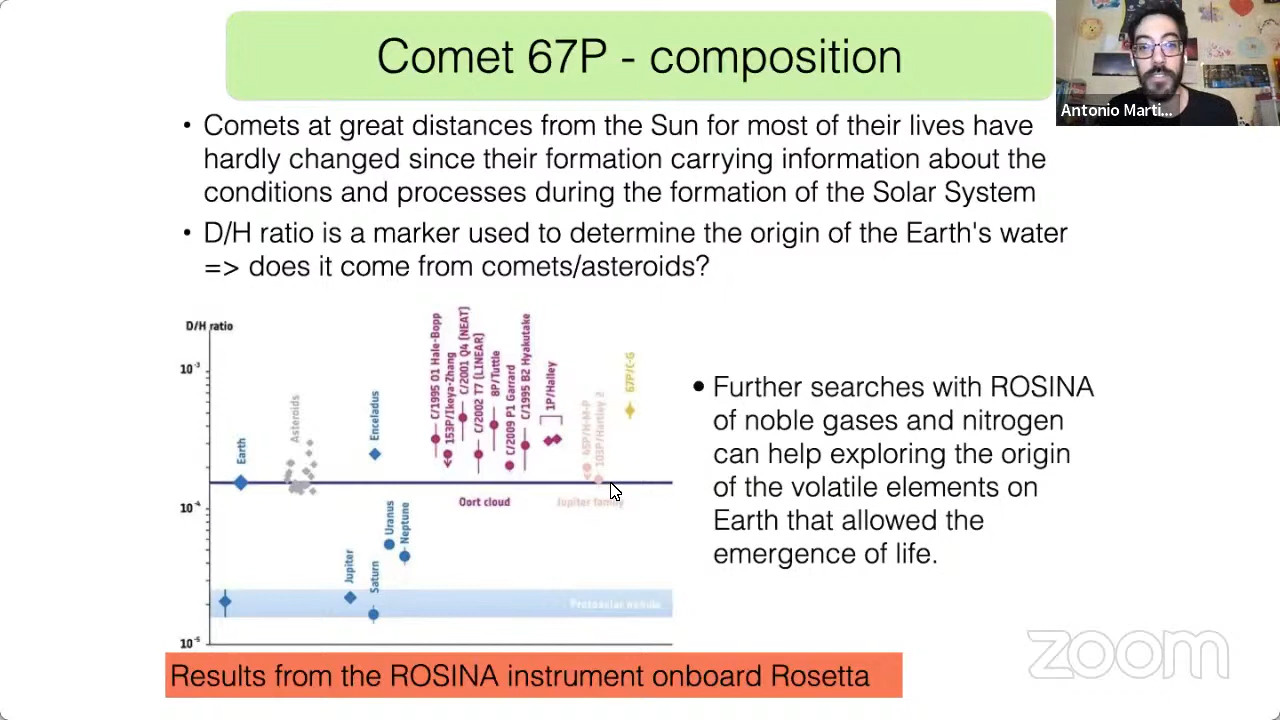 Comet 67P - composition
Antonio Marti...
• Comets at great distances from the Sun for most of their lives have
hardly changed since their formation carrying information about the
conditions and processes during the formation of the Solar System
• D/H ratio is a marker used to determine the origin of the Earth's water
=> does it come from comets/asteroids?
D/H ratio
10⁻³
10⁻⁴
10⁻⁵
Earth
Asteroids
Enceladus
Jupiter
Saturn
Uranus
Neptune
C/1995 O1 Hale-Bopp
153P/Ikeya-Zhang
C/2001 Q4 (NEAT)
C/2002 T7 (LINEAR)
8P/Tuttle
C/2009 P1 Garrard
C/1995 B2 Hyakutake
1P/Halley
103P/Hartley 2
67P/C-G
Oort cloud
Jupiter family
Protosolar nebula
• Further searches with ROSINA
of noble gases and nitrogen
can help exploring the origin
of the volatile elements on
Earth that allowed the
emergence of life.
Results from the ROSINA instrument onboard Rosetta
zoom